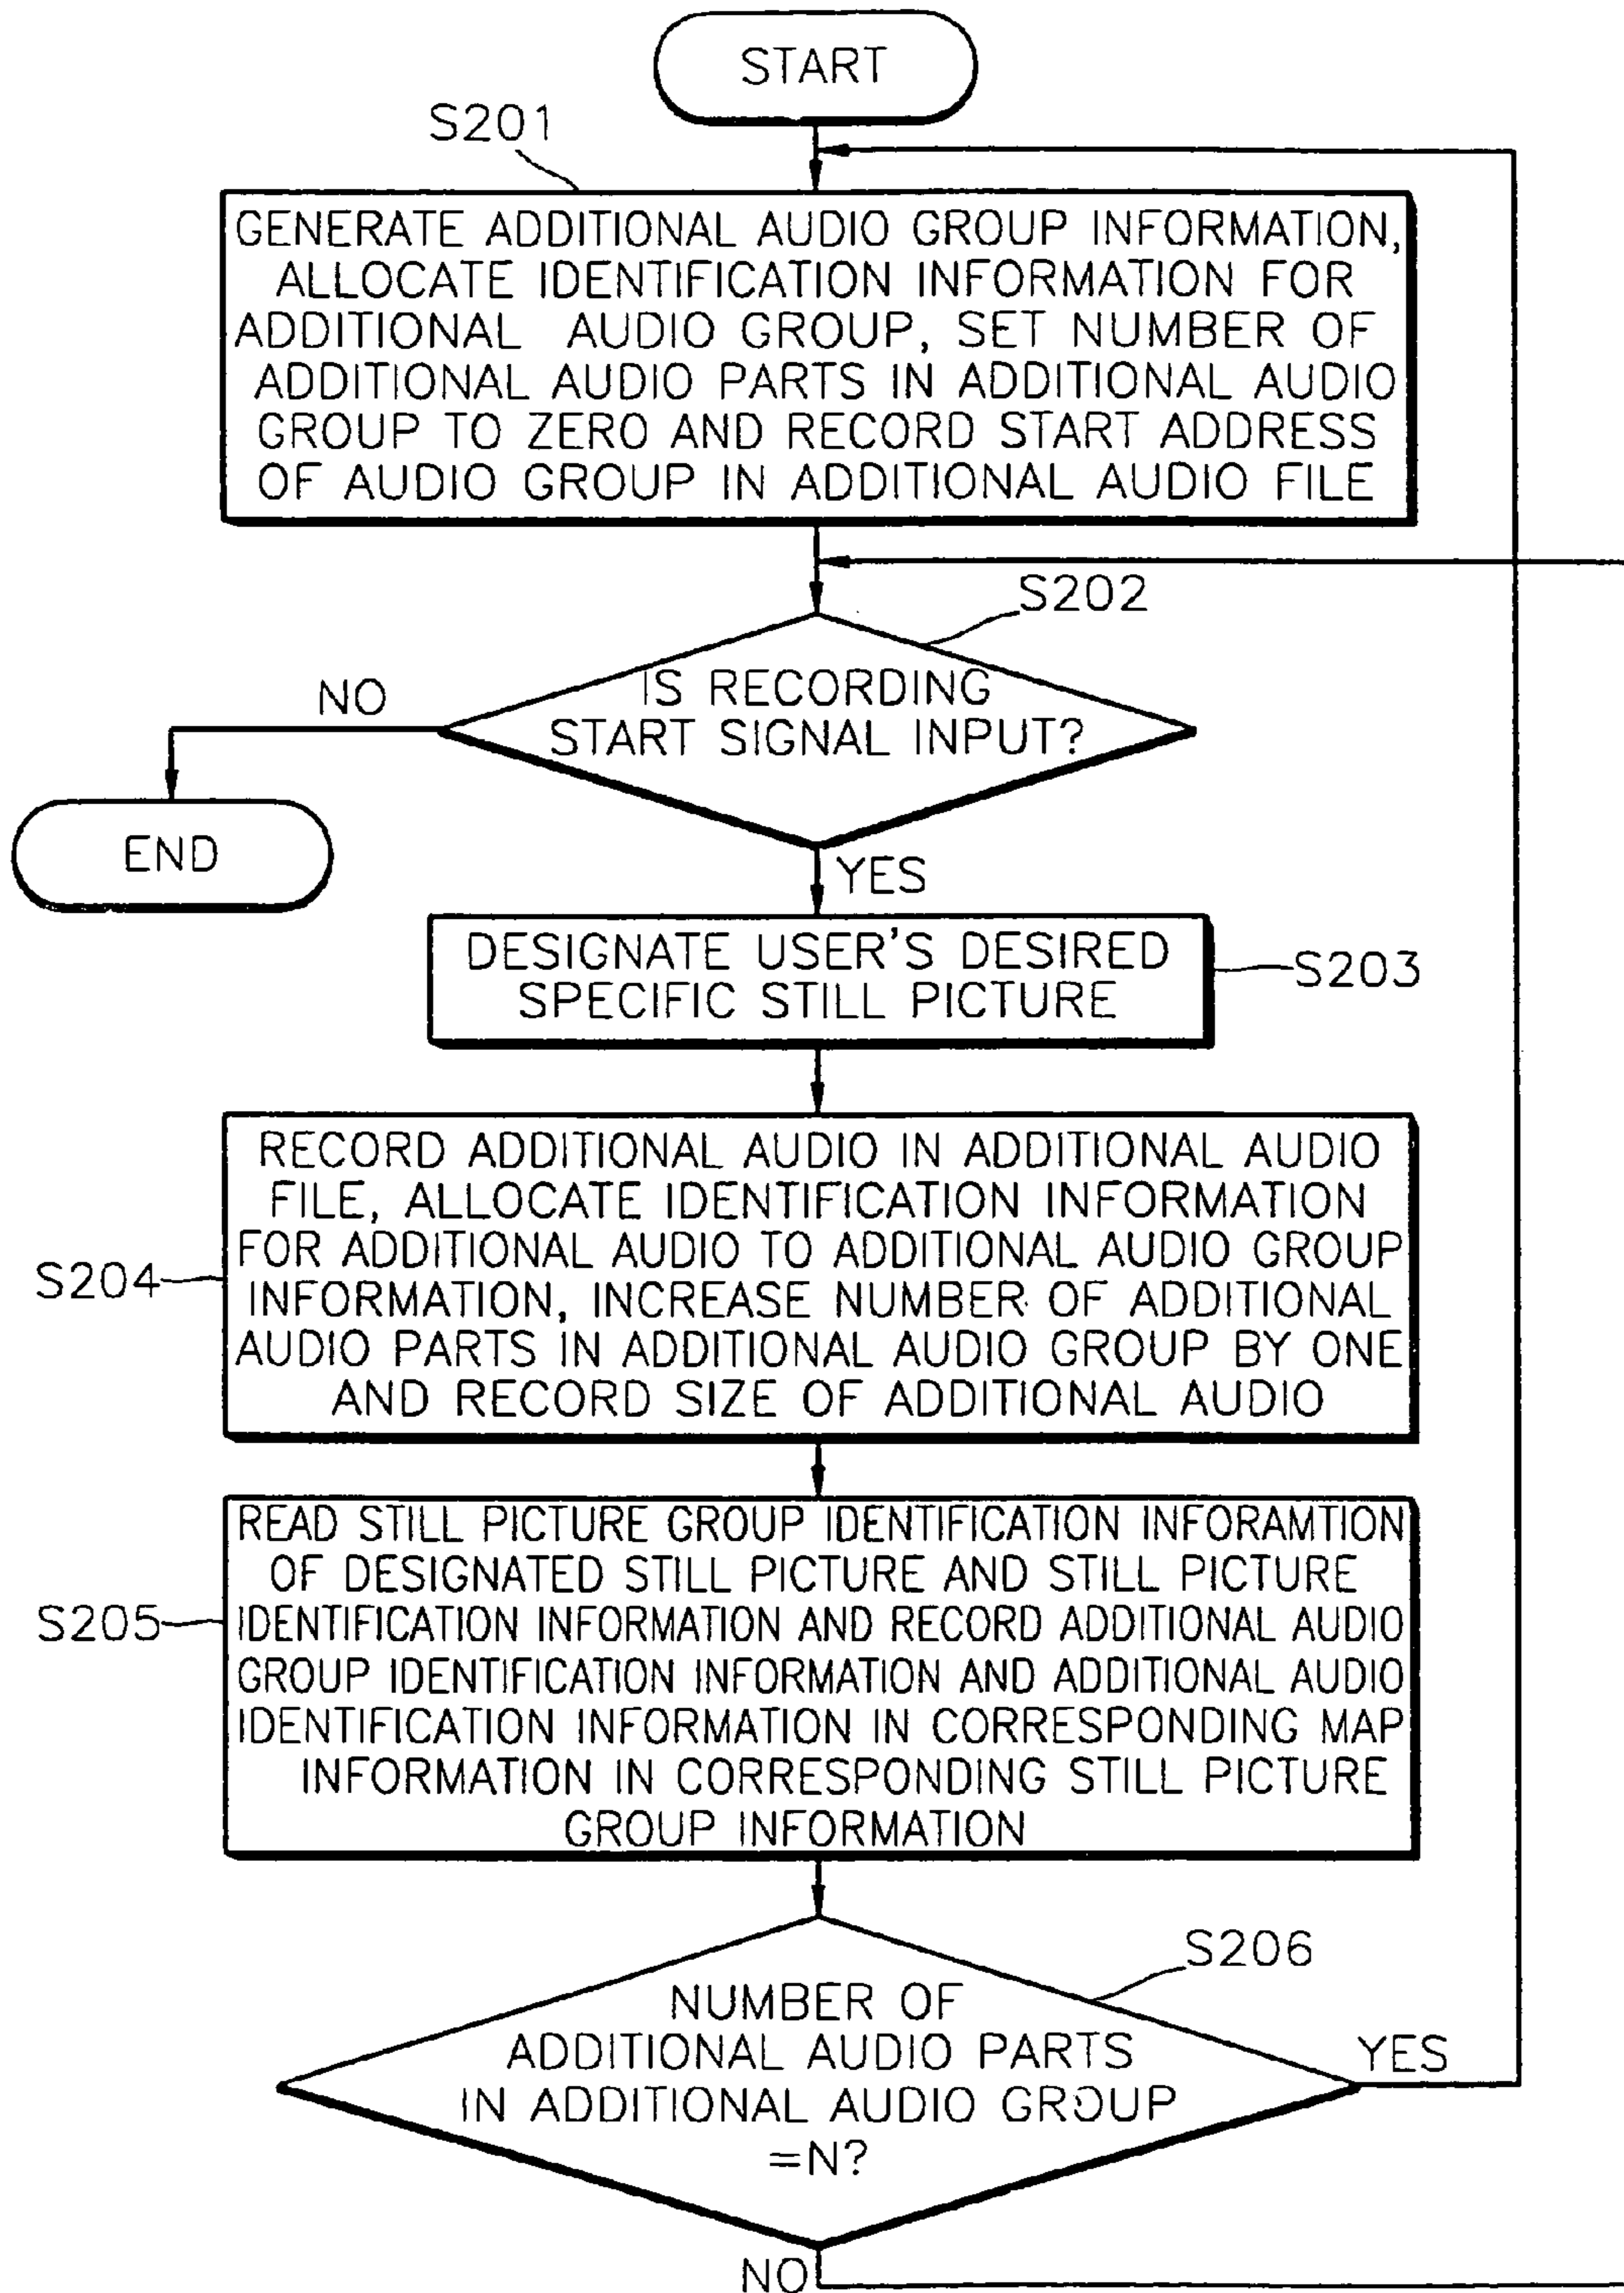 START
S201
GENERATE ADDITIONAL AUDIO GROUP INFORMATION,
ALLOCATE IDENTIFICATION INFORMATION FOR
ADDITIONAL AUDIO GROUP, SET NUMBER OF
ADDITIONAL AUDIO PARTS IN ADDITIONAL AUDIO
GROUP TO ZERO AND RECORD START ADDRESS
OF AUDIO GROUP IN ADDITIONAL AUDIO FILE
S202
IS RECORDING
START SIGNAL INPUT?
NO
END
YES
DESIGNATE USER'S DESIRED
SPECIFIC STILL PICTURE
S203
RECORD ADDITIONAL AUDIO IN ADDITIONAL AUDIO
FILE, ALLOCATE IDENTIFICATION INFORMATION
FOR ADDITIONAL AUDIO TO ADDITIONAL AUDIO GROUP
INFORMATION, INCREASE NUMBER OF ADDITIONAL
AUDIO PARTS IN ADDITIONAL AUDIO GROUP BY ONE
AND RECORD SIZE OF ADDITIONAL AUDIO
S204
READ STILL PICTURE GROUP IDENTIFICATION INFORAMTION
OF DESIGNATED STILL PICTURE AND STILL PICTURE
IDENTIFICATION INFORMATION AND RECORD ADDITIONAL AUDIO
GROUP IDENTIFICATION INFORMATION AND ADDITIONAL AUDIO
IDENTIFICATION INFORMATION IN CORRESPONDING MAP
INFORMATION IN CORRESPONDING STILL PICTURE
GROUP INFORMATION
S205
S206
NUMBER OF
ADDITIONAL AUDIO PARTS
IN ADDITIONAL AUDIO GROUP
=N?
YES
NO